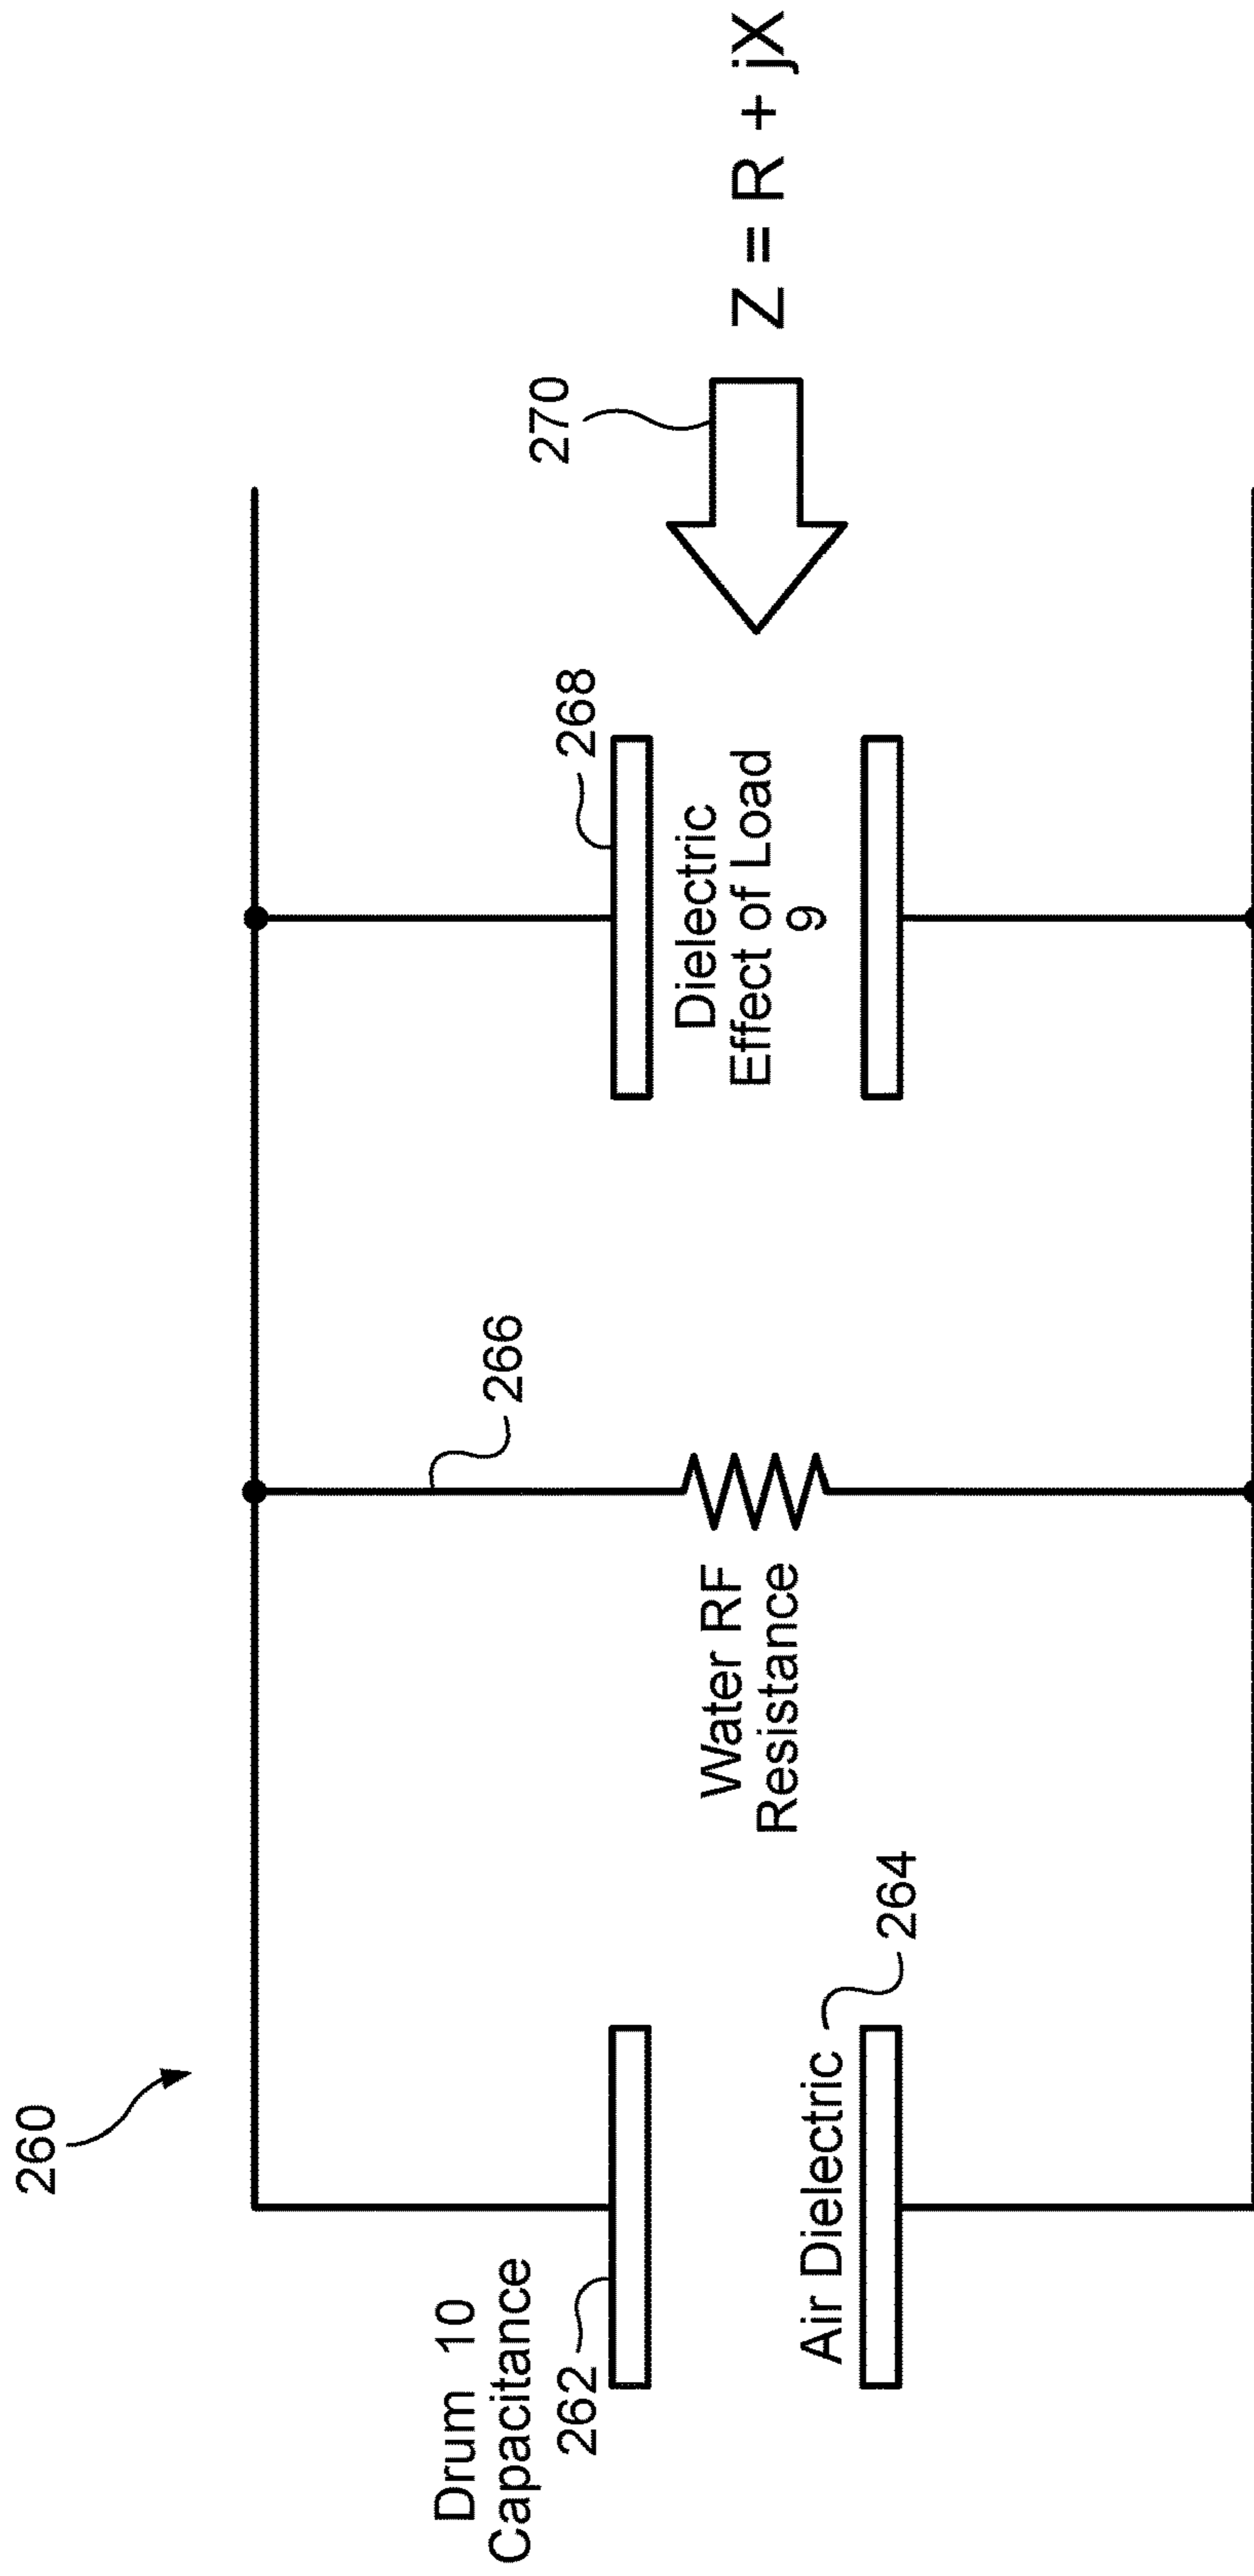 260
Drum 10
Capacitance
262
Air Dielectric
264
Water RF
Resistance
266
Dielectric
Effect of Load
9
268
270
Z = R + jX